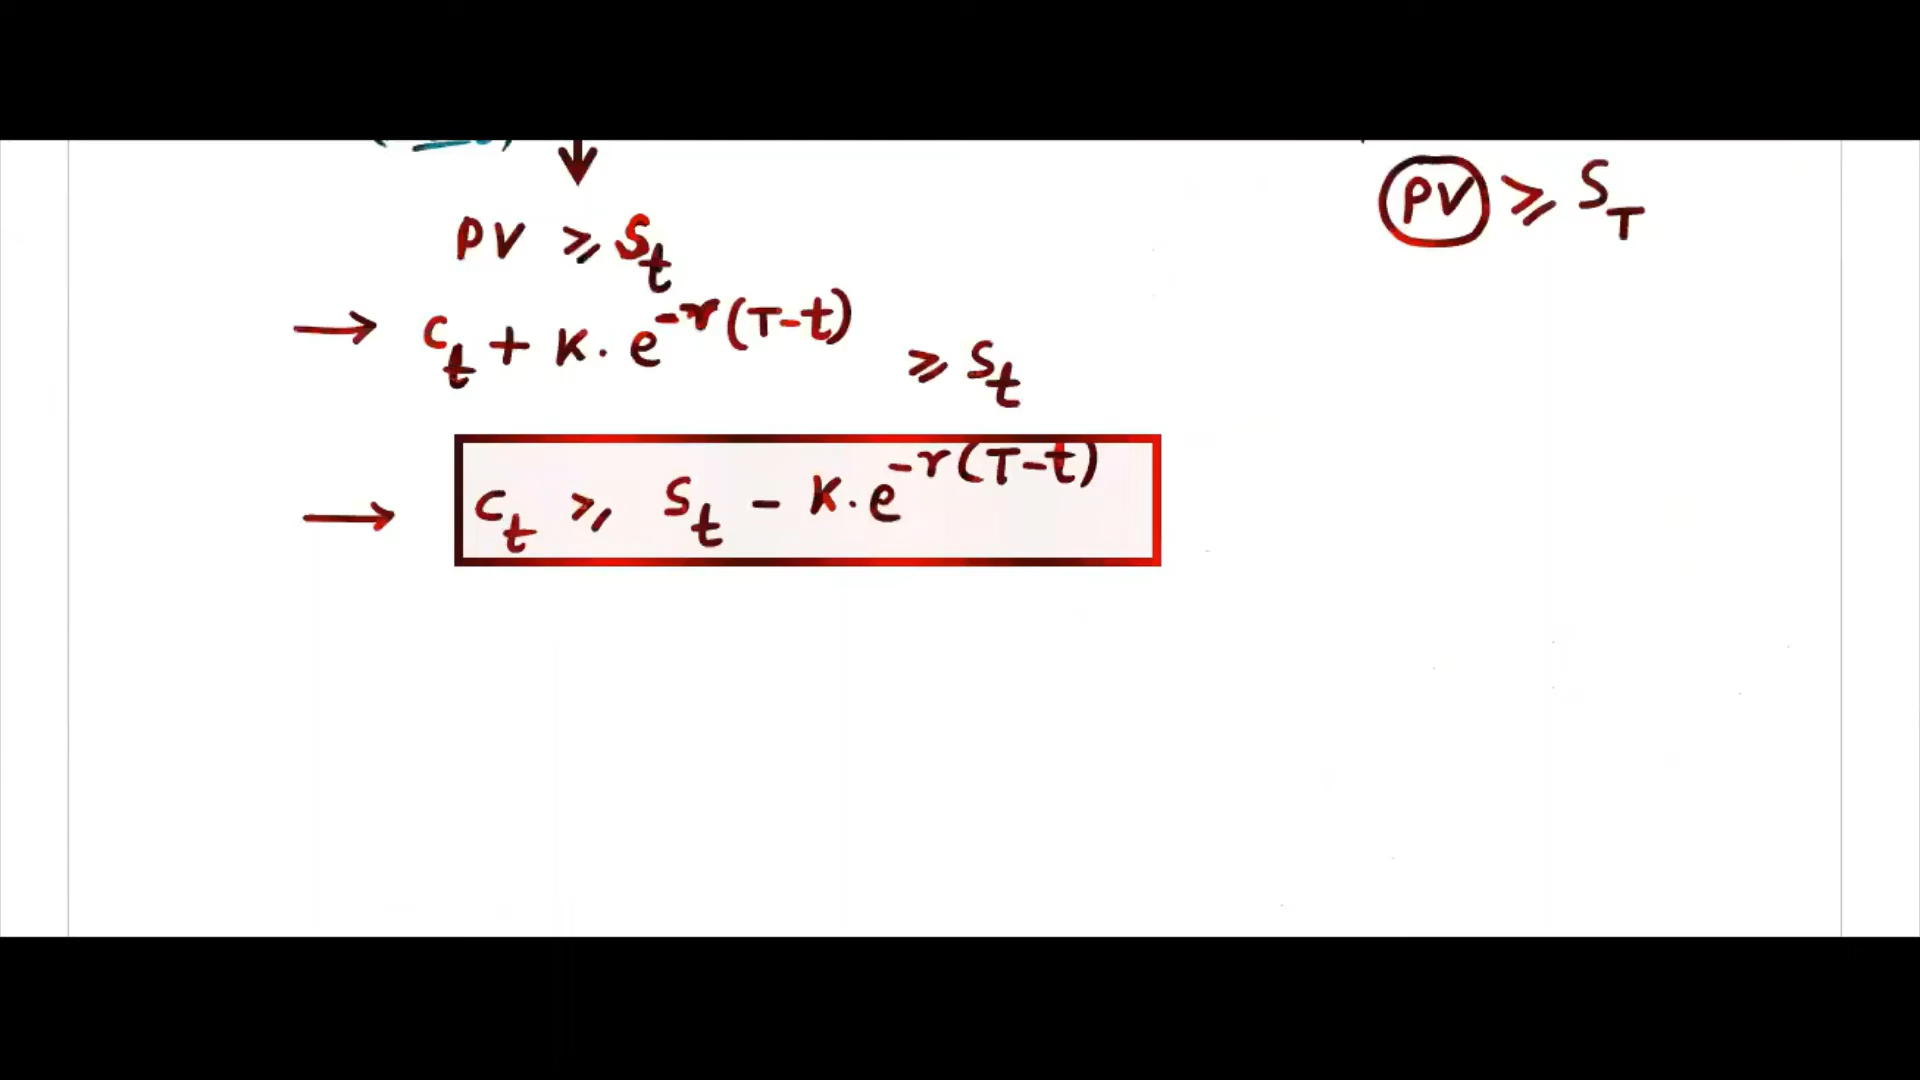 PV ⩾ S_T
PV ⩾ S_t
→ c_t + K · e^{-r(T-t)} ⩾ S_t
→ c_t ⩾ S_t - K · e^{-r(T-t)}